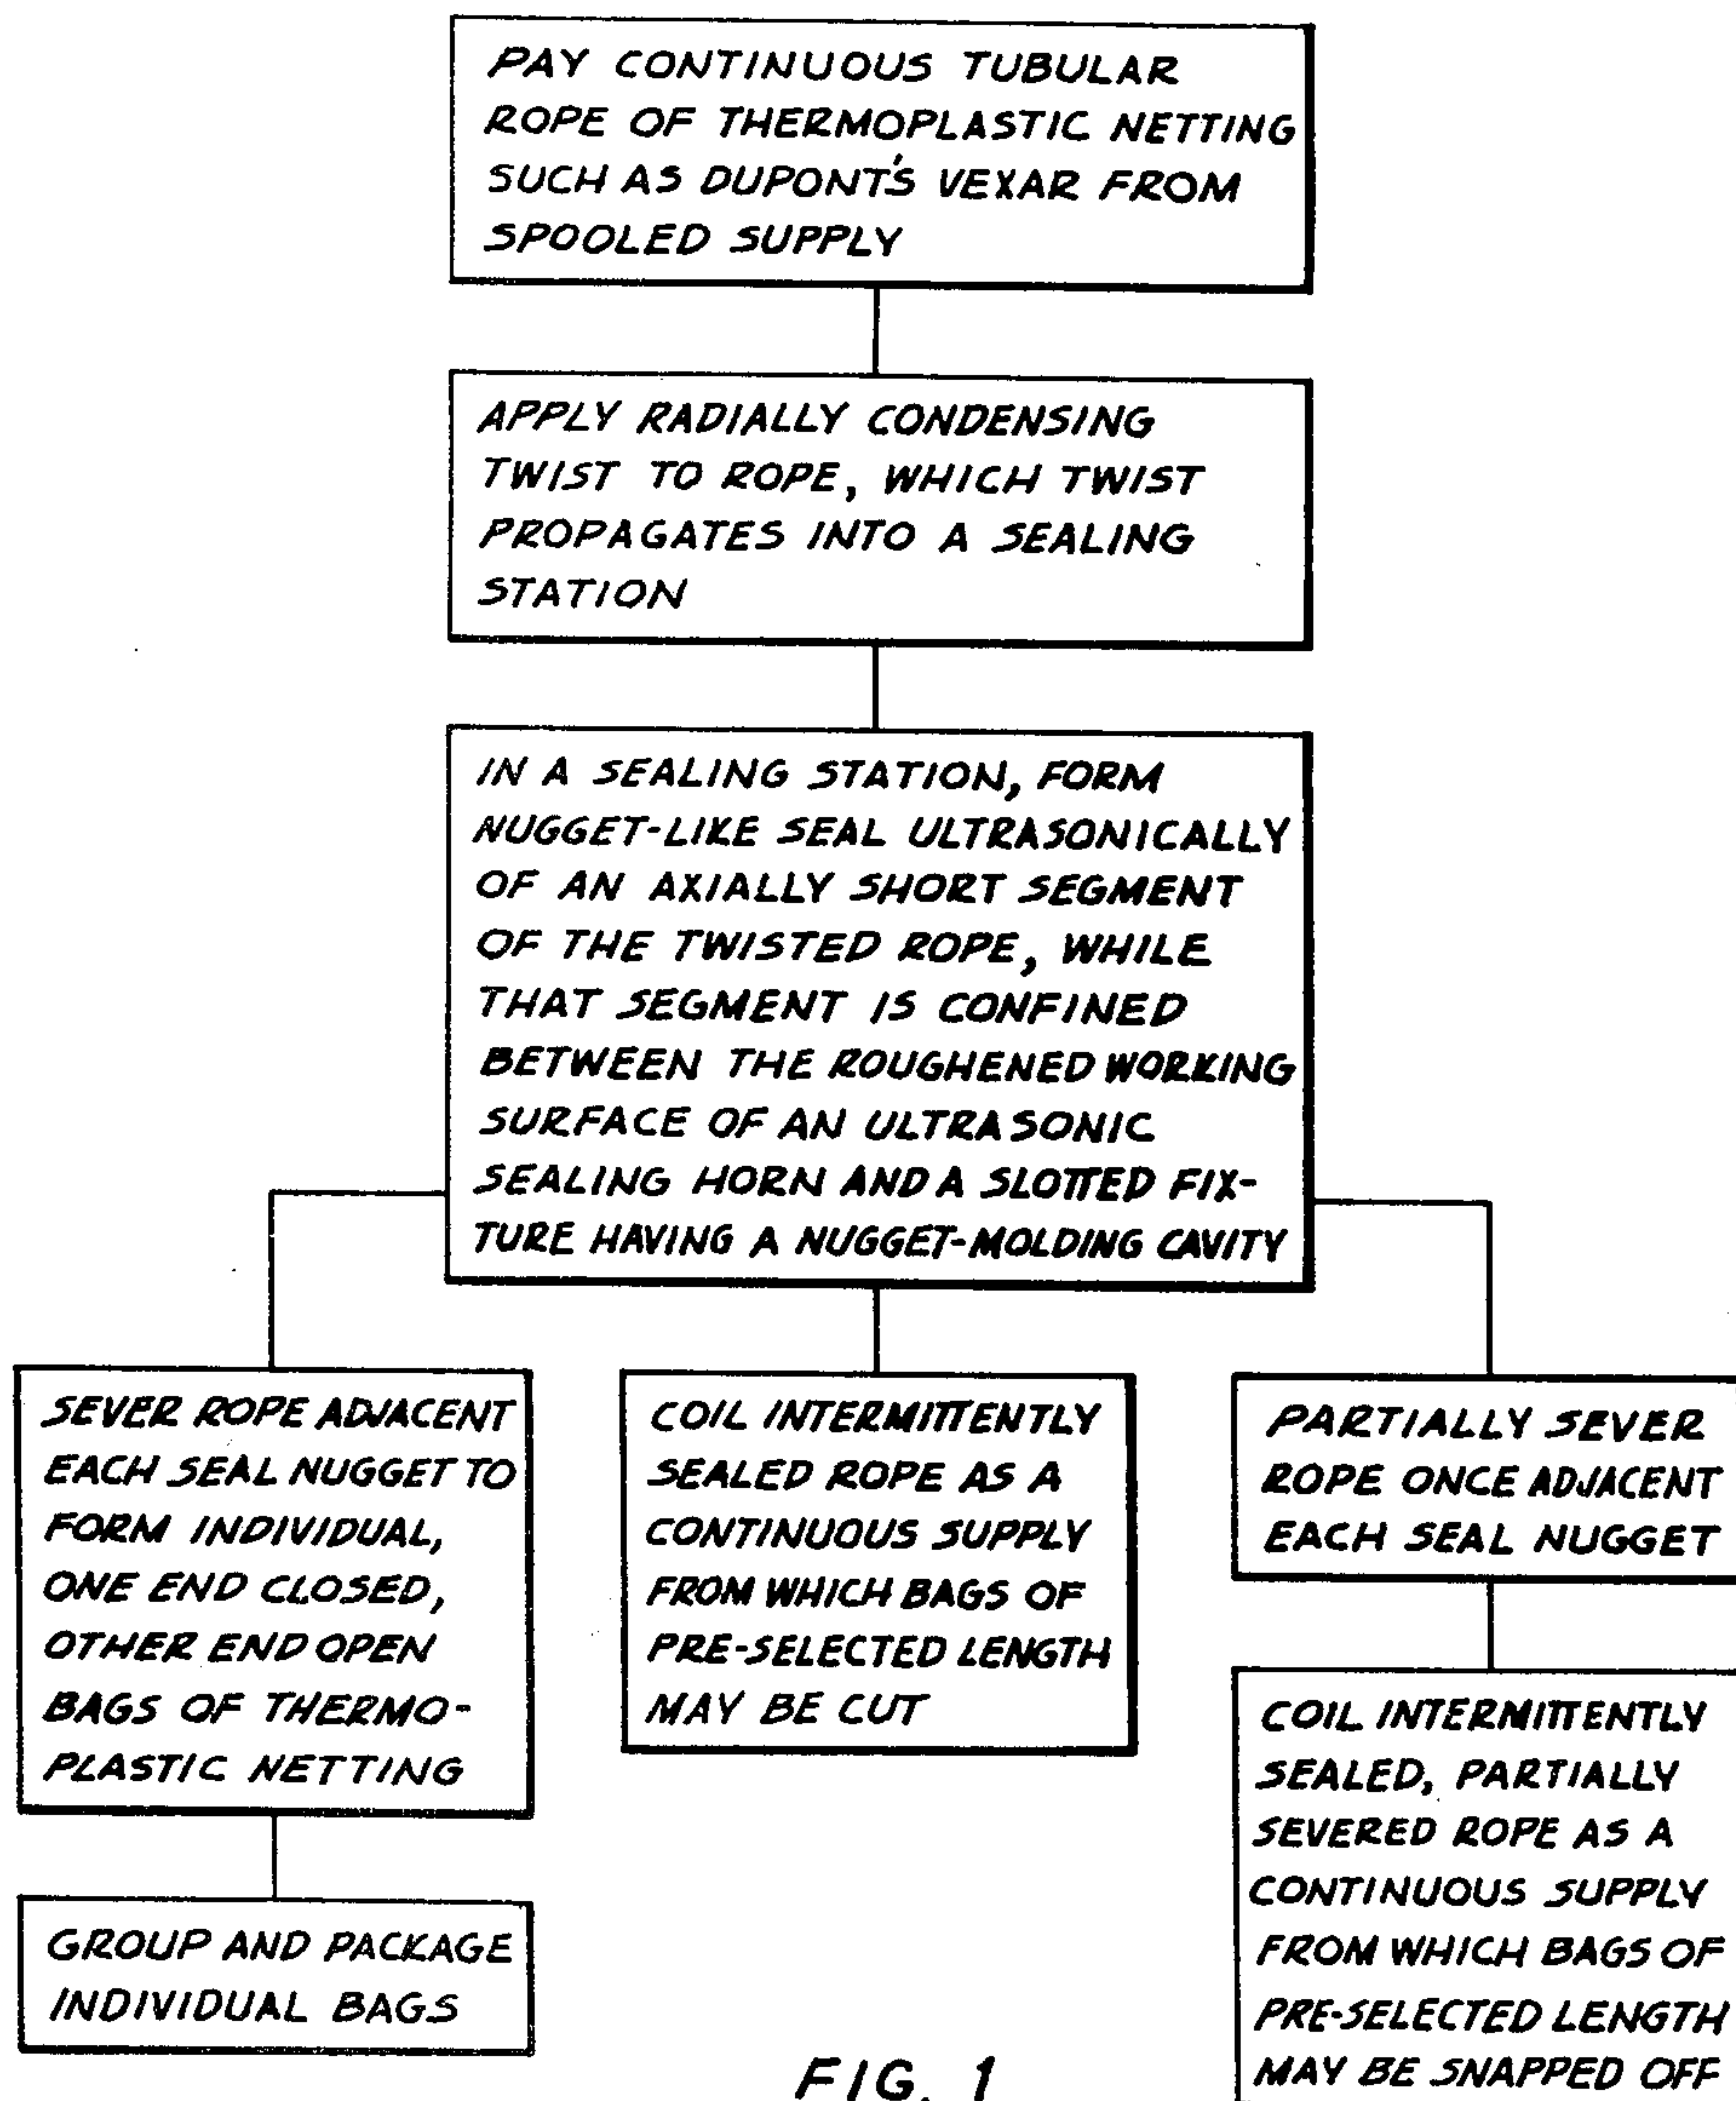 PAY CONTINUOUS TUBULAR
ROPE OF THERMOPLASTIC NETTING
SUCH AS DUPONT'S VEXAR FROM
SPOOLED SUPPLY
APPLY RADIALLY CONDENSING
TWIST TO ROPE, WHICH TWIST
PROPAGATES INTO A SEALING
STATION
IN A SEALING STATION, FORM
NUGGET-LIKE SEAL ULTRASONICALLY
OF AN AXIALLY SHORT SEGMENT
OF THE TWISTED ROPE, WHILE
THAT SEGMENT IS CONFINED
BETWEEN THE ROUGHENED WORKING
SURFACE OF AN ULTRASONIC
SEALING HORN AND A SLOTTED FIX-
TURE HAVING A NUGGET-MOLDING CAVITY
SEVER ROPE ADJACENT
EACH SEAL NUGGET TO
FORM INDIVIDUAL,
ONE END CLOSED,
OTHER END OPEN
BAGS OF THERMO-
PLASTIC NETTING
GROUP AND PACKAGE
INDIVIDUAL BAGS
COIL INTERMITTENTLY
SEALED ROPE AS A
CONTINUOUS SUPPLY
FROM WHICH BAGS OF
PRE-SELECTED LENGTH
MAY BE CUT
PARTIALLY SEVER
ROPE ONCE ADJACENT
EACH SEAL NUGGET
COIL INTERMITTENTLY
SEALED, PARTIALLY
SEVERED ROPE AS A
CONTINUOUS SUPPLY
FROM WHICH BAGS OF
PRE-SELECTED LENGTH
MAY BE SNAPPED OFF
FIG. 1